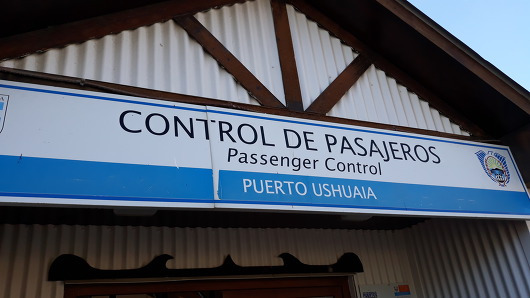 CONTROL DE PASAJEROS
Passenger Control
PUERTO USHUAIA